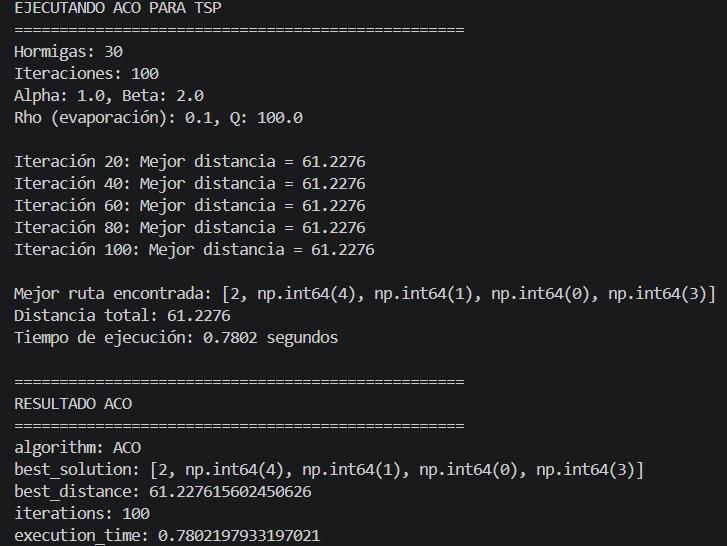 EJECUTANDO ACO PARA TSP
==================================================
Hormigas: 30
Iteraciones: 100
Alpha: 1.0, Beta: 2.0
Rho (evaporación): 0.1, Q: 100.0
Iteración 20: Mejor distancia = 61.2276
Iteración 40: Mejor distancia = 61.2276
Iteración 60: Mejor distancia = 61.2276
Iteración 80: Mejor distancia = 61.2276
Iteración 100: Mejor distancia = 61.2276
Mejor ruta encontrada: [2, np.int64(4), np.int64(1), np.int64(0), np.int64(3)]
Distancia total: 61.2276
Tiempo de ejecución: 0.7802 segundos
==================================================
RESULTADO ACO
==================================================
algorithm: ACO
best_solution: [2, np.int64(4), np.int64(1), np.int64(0), np.int64(3)]
best_distance: 61.227615602450626
iterations: 100
execution_time: 0.7802197933197021